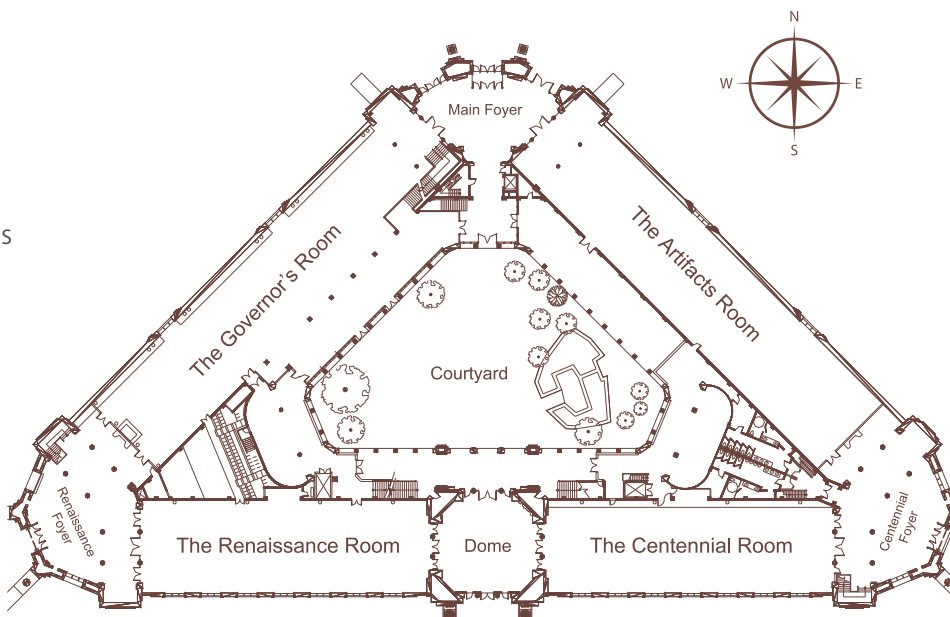 N
W
E
S
Main Foyer
S
The Governor's Room
The Artifacts Room
Courtyard
Renaissance
Foyer
The Renaissance Room
Dome
The Centennial Room
Centennial
Foyer